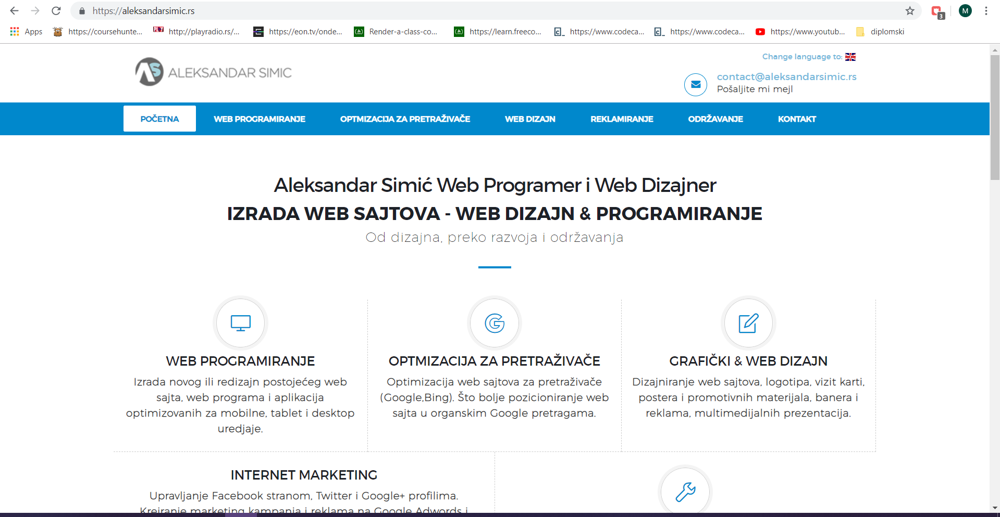 https://aleksandarsimic.rs
3
M
Apps
https://coursehunte...
http://playradio.rs/...
https://eon.tv/onde...
Render-a-class-co...
https://learn.freeco...
https://www.codeca...
https://www.codeca...
https://www.youtub...
diplomski
Change language to:
ALEKSANDAR SIMIC
contact@aleksandarsimic.rs
Pošaljite mi mejl
POČETNA
WEB PROGRAMIRANJE
OPTMIZACIJA ZA PRETRAŽIVAČE
WEB DIZAJN
REKLAMIRANJE
ODRŽAVANJE
KONTAKT
Aleksandar Simić Web Programer i Web Dizajner
IZRADA WEB SAJTOVA - WEB DIZAJN & PROGRAMIRANJE
Od dizajna, preko razvoja i održavanja
WEB PROGRAMIRANJE
Izrada novog ili redizajn postojećeg web
sajta, web programa i aplikacija
optimizovanih za mobilne, tablet i desktop
uredjaje.
OPTMIZACIJA ZA PRETRAŽIVAČE
Optimizacija web sajtova za pretraživače
(Google,Bing). Što bolje pozicioniranje web
sajta u organskim Google pretragama.
GRAFIČKI & WEB DIZAJN
Dizajniranje web sajtova, logotipa, vizit karti,
postera i promotivnih materijala, banera i
reklama, multimedijalnih prezentacija.
INTERNET MARKETING
Upravljanje Facebook stranom, Twitter i Google+ profilima.
Kreiranje marketing kampanja i reklama na Google Adwords i